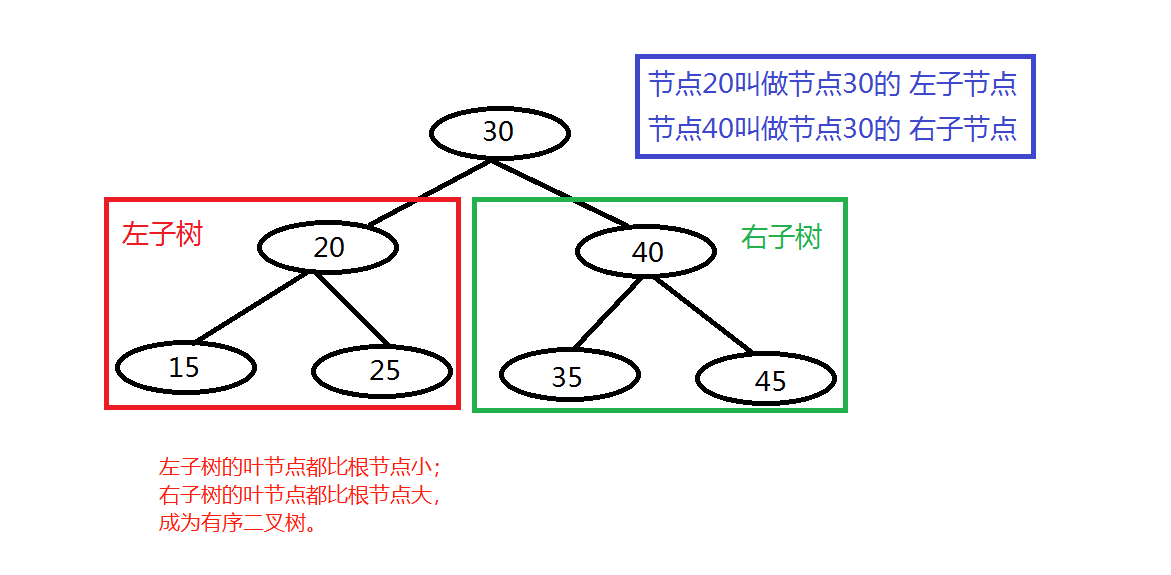 节点20叫做节点30的 左子节点
节点40叫做节点30的 右子节点
30
左子树
20
40
右子树
15
25
35
45
左子树的叶节点都比根节点小；
右子树的叶节点都比根节点大，
成为有序二叉树。